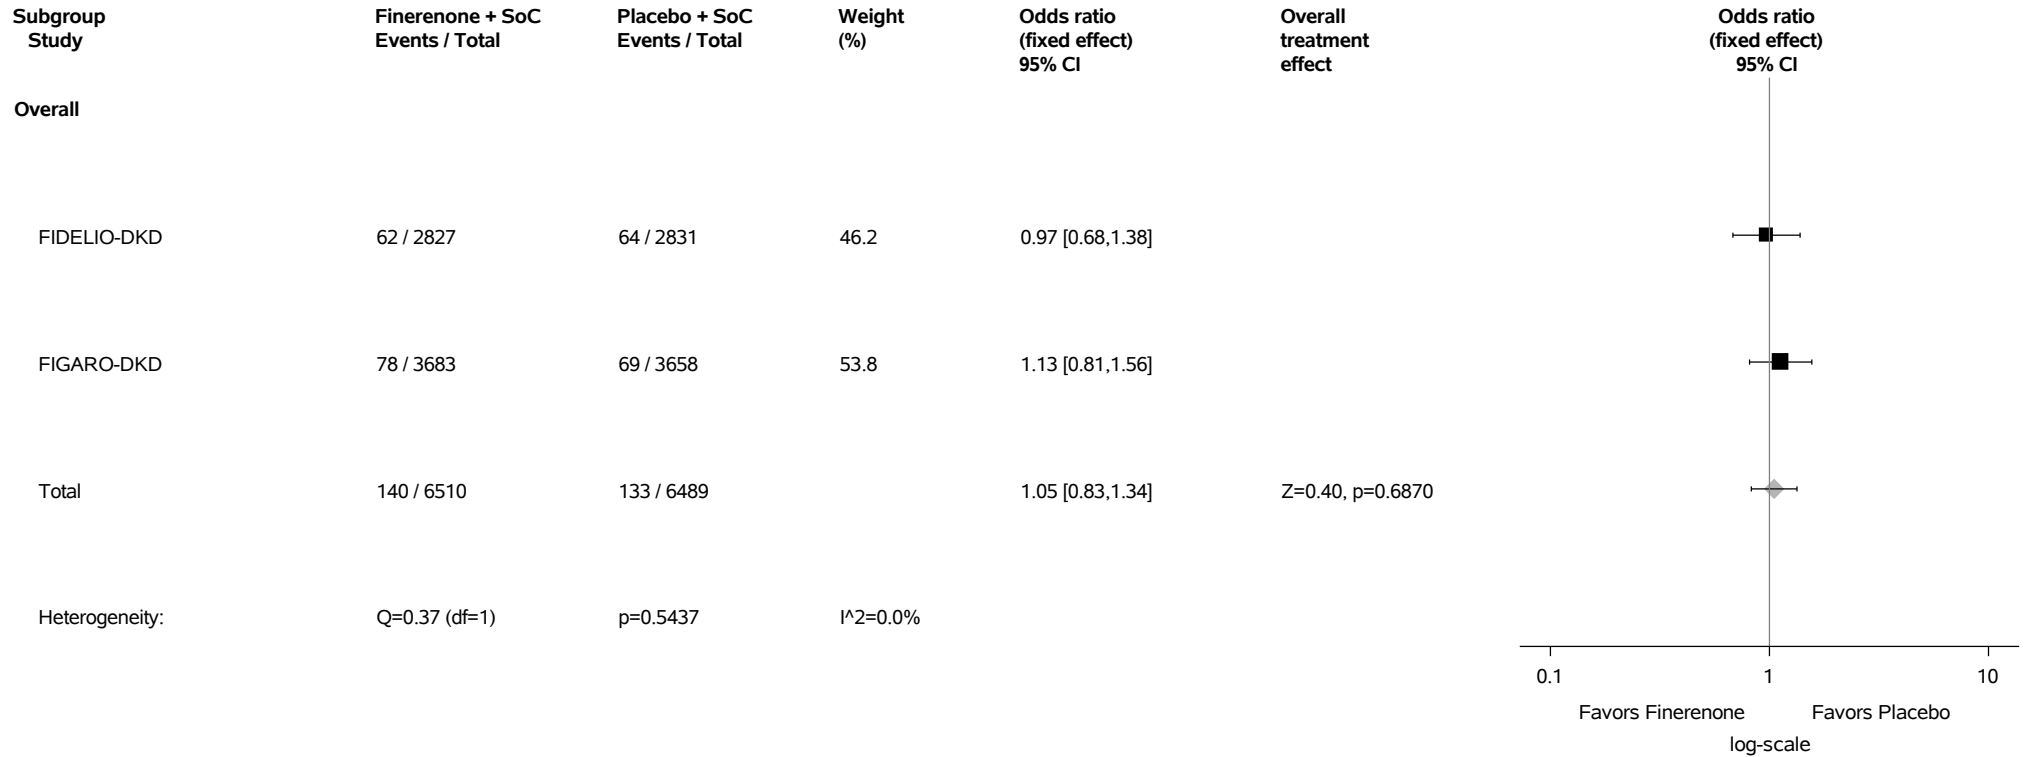 Subgroup Finerenone + SoC Placebo + SoC Weight Odds ratio Overall Odds ratio
Study Events / Total Events / Total (%) (fixed effect) treatment (fixed effect)
95% CI effect 95% CI
Overall
FIDELIO-DKD 62 / 2827 64 / 2831 46.2 0.97 [0.68,1.38]
FIGARO-DKD 78 / 3683 69 / 3658 53.8 1.13 [0.81,1.56]
Total 140 / 6510 133 / 6489 1.05 [0.83,1.34] Z=0.40, p=0.6870
Heterogeneity: Q=0.37 (df=1) p=0.5437 I^2=0.0%
0.1 1 10
Favors Finerenone Favors Placebo
log-scale